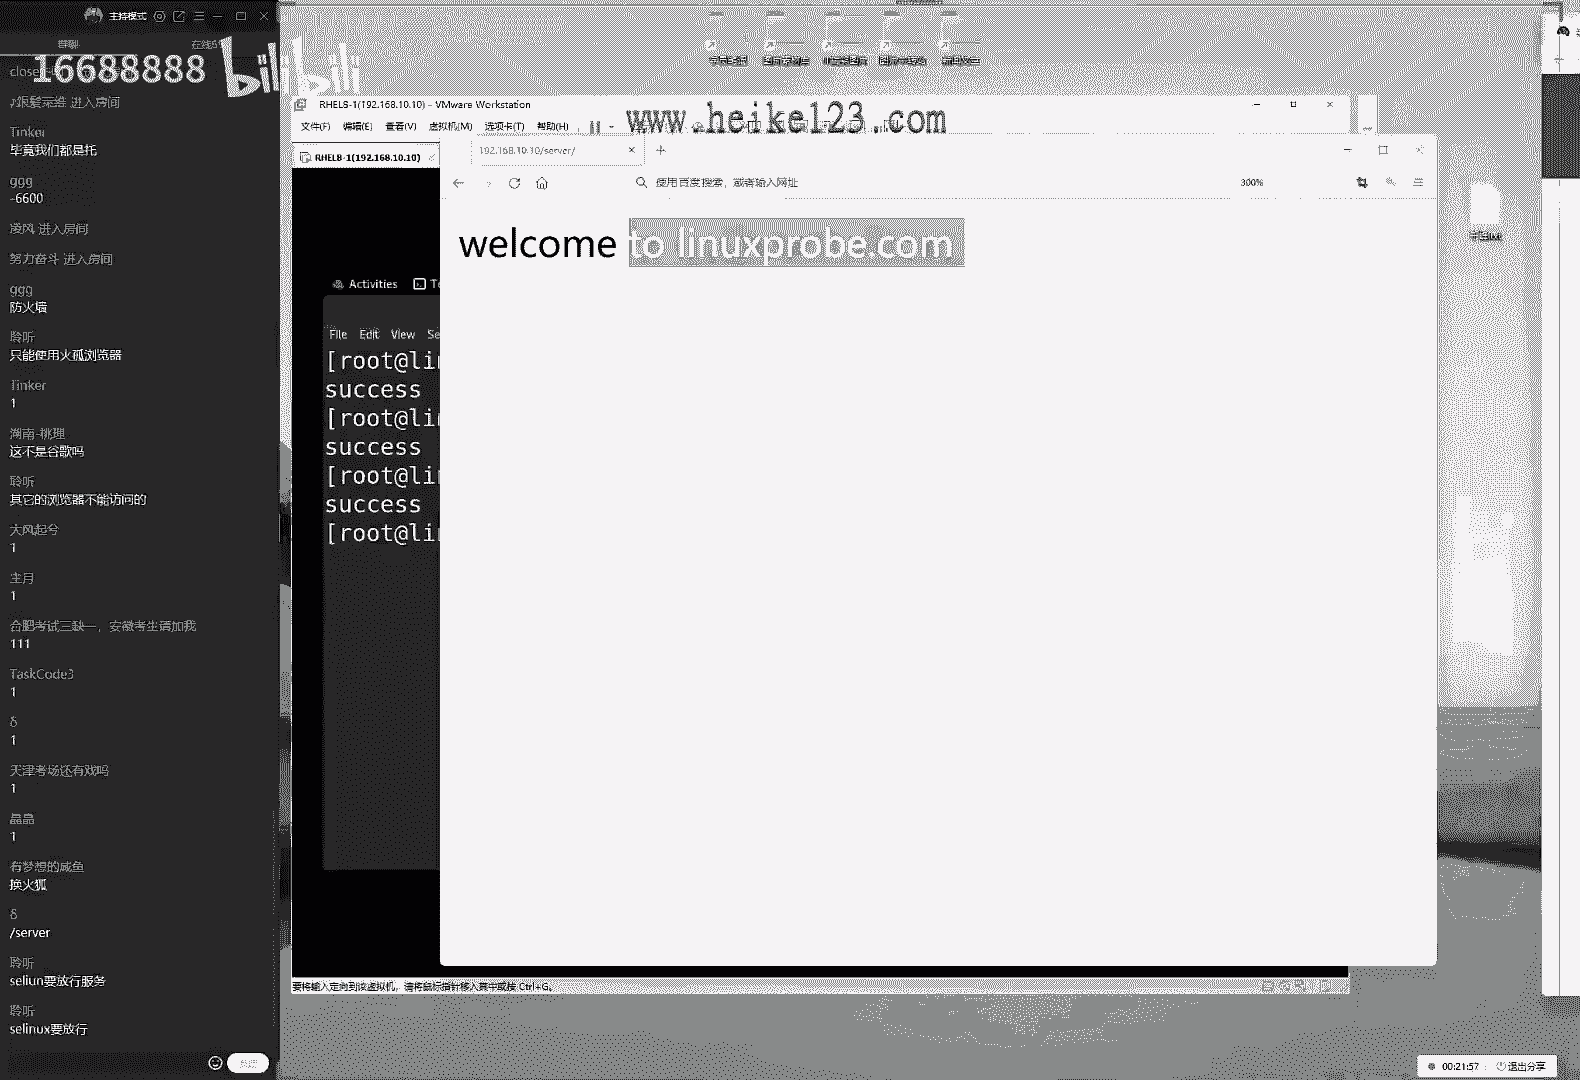 主持模式
群聊
在线
16688888
bilibili
close
进入房间
Tinker
毕竟我们都是托
ggg
-6600
凌风 进入房间
努力奋斗 进入房间
ggg
防火墙
聆听
只能使用火孤浏览器
Tinker
1
湖南-桃理
这不是谷歌吗
聆听
其它的浏览器不能访问的
大风起兮
1
1
合肥考试三缺一，安徽考生请加我
111
TaskCode3
1
δ
1
天津考场还有戏吗
1
晶晶
1
有梦想的咸鱼
换火狐
δ
/server
聆听
seliun要放行服务
聆听
selinux要放行
RHEL8-1(192.168.10.10) - VMware Workstation
文件(F) 编辑(E) 查看(V) 虚拟机(M) 选项卡(T) 帮助(H)
www.heike123.com
RHEL8-1(192.168.10.10)
192.168.10.10/server/
使用百度搜索，或者输入网址
300%
welcome to linuxprobe.com
Activities
File Edit View Se
[root@li
success
[root@li
success
[root@li
success
[root@li
要将输入定向到该虚拟机，请将鼠标指针移入其中或按 Ctrl+G。
00:21:57
退出分享